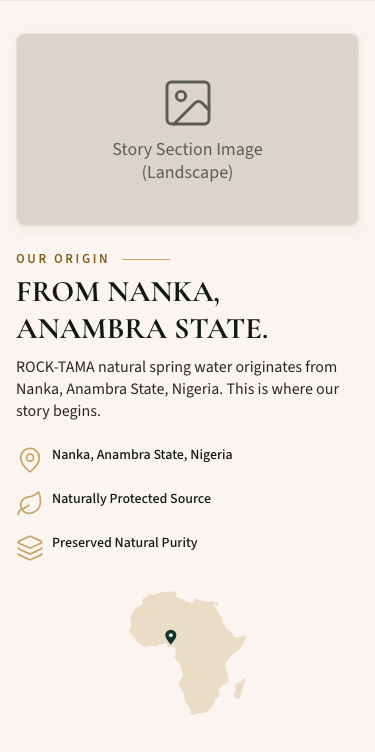 Story Section Image
(Landscape)
OUR ORIGIN
FROM NANKA,
ANAMBRA STATE.
ROCK-TAMA natural spring water originates from
Nanka, Anambra State, Nigeria. This is where our
story begins.
Nanka, Anambra State, Nigeria
Naturally Protected Source
Preserved Natural Purity